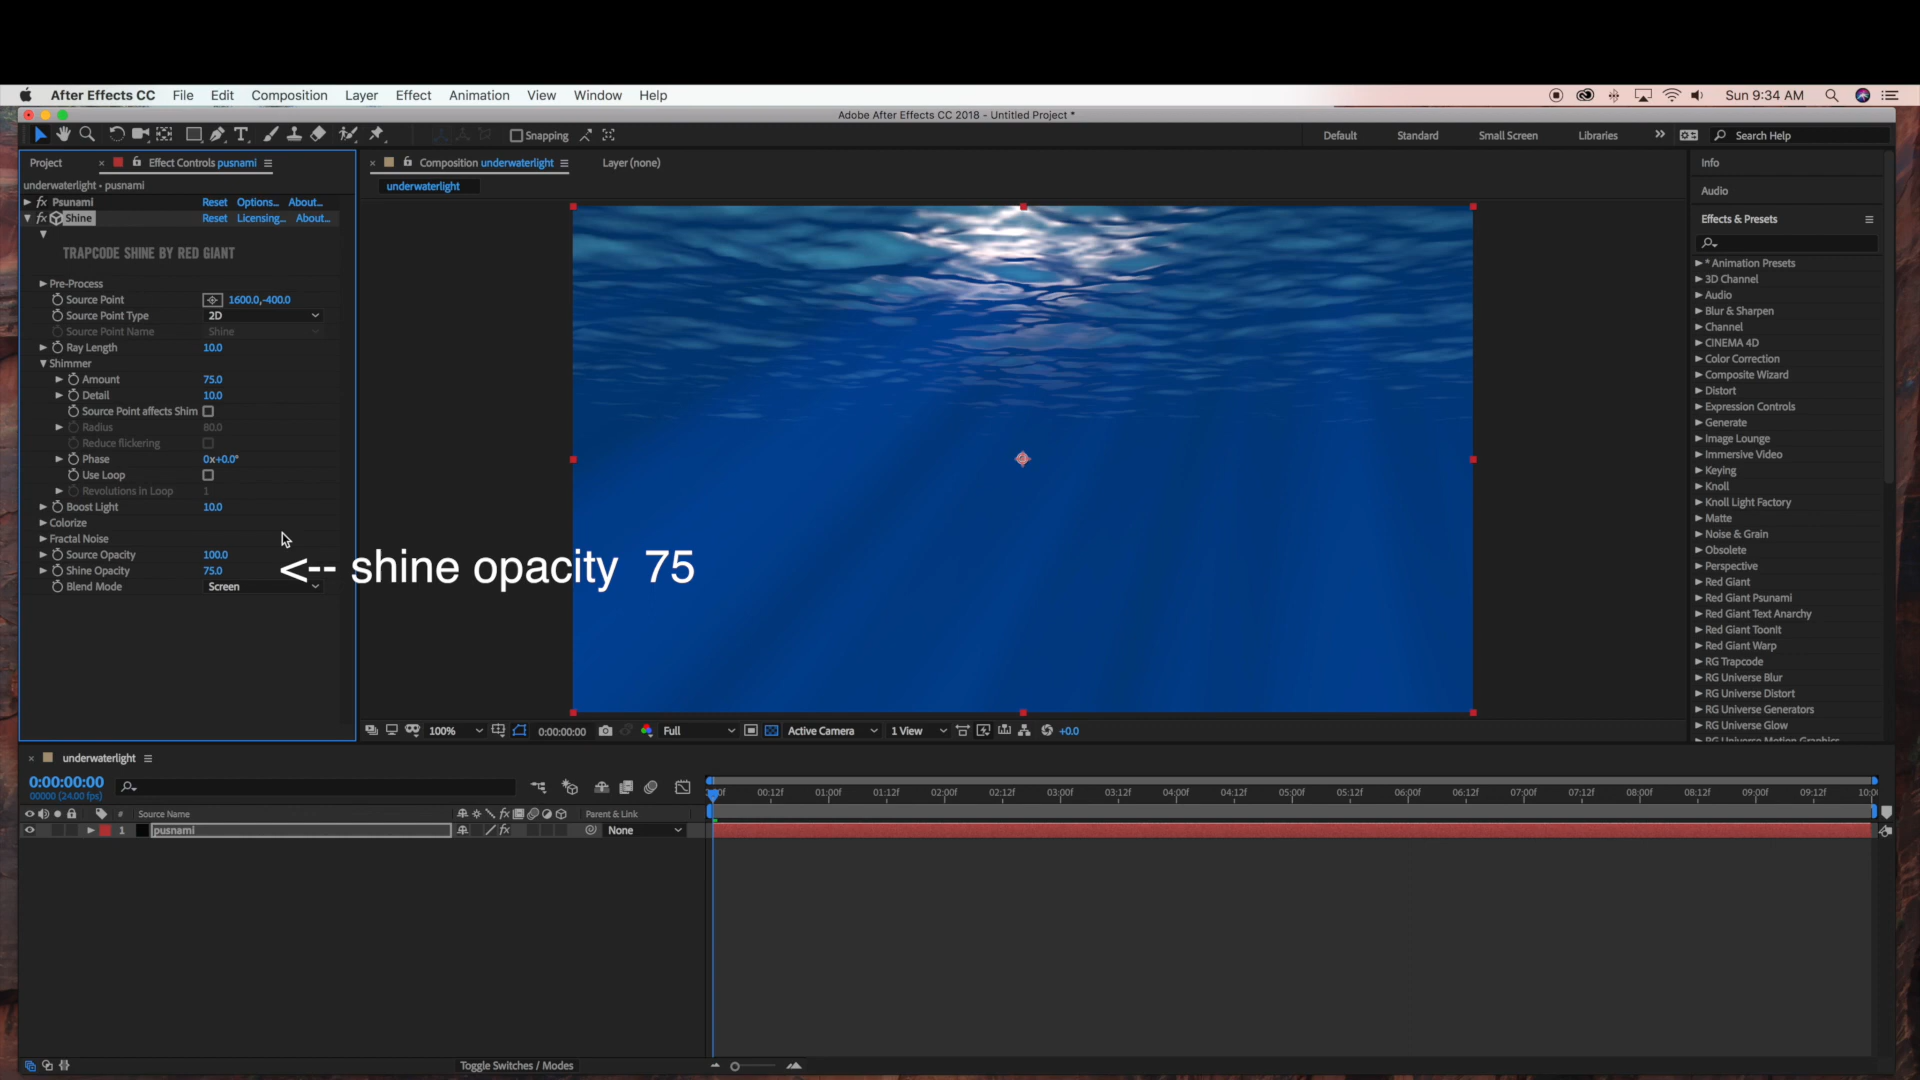 After Effects CC File Edit Composition Layer Effect Animation View Window Help Sun 9:34 AM
Adobe After Effects CC 2018 - Untitled Project *
Snapping Default Standard Small Screen Libraries Search Help
Project Effect Controls pusnami Composition underwaterlight Layer (none) Info
underwaterlight • pusnami
underwaterlight
Audio
Psunami Reset Options... About...
Shine Reset Licensing... About...
Effects & Presets
TRAPCODE SHINE BY RED GIANT
Pre-Process
Source Point 1600.0,-400.0
Source Point Type 2D
Source Point Name Shine
Ray Length 10.0
Shimmer
Amount 75.0
Detail 10.0
Source Point affects Shim
Radius 80.0
Reduce flickering
Phase 0x+0.0°
Use Loop
Revolutions in Loop 1
Boost Light 10.0
Colorize
Fractal Noise
Source Opacity 100.0
Shine Opacity 75.0
Blend Mode Screen
<-- shine opacity 75
* Animation Presets
3D Channel
Audio
Blur & Sharpen
Channel
CINEMA 4D
Color Correction
Composite Wizard
Distort
Expression Controls
Generate
Image Lounge
Immersive Video
Keying
Knoll
Knoll Light Factory
Matte
Noise & Grain
Obsolete
Perspective
Red Giant
Red Giant Psunami
Red Giant Text Anarchy
Red Giant ToonIt
Red Giant Warp
RG Trapcode
RG Universe Blur
RG Universe Distort
RG Universe Generators
RG Universe Glow
RG Universe Motion Graphics
100% 0:00:00:00 Full Active Camera 1 View +0.0
underwaterlight
0:00:00:00
00000 (24.00 fps)
00:12f 01:00f 01:12f 02:00f 02:12f 03:00f 03:12f 04:00f 04:12f 05:00f 05:12f 06:00f 06:12f 07:00f 07:12f 08:00f 08:12f 09:00f 09:12f
# Source Name Parent & Link
1 pusnami None
Toggle Switches / Modes